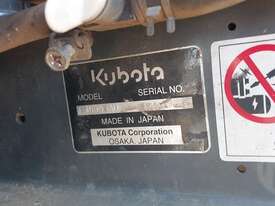 Kubota
MODEL
SERIAL NO.
MADE IN JAPAN
KUBOTA Corporation
OSAKA JAPAN